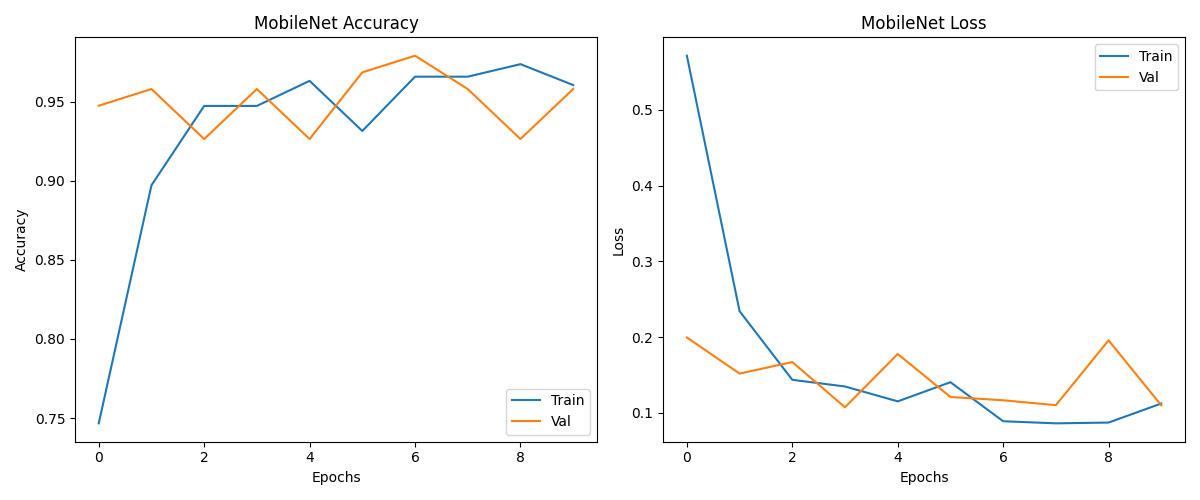 MobileNet Accuracy
Accuracy
0.95
0.90
0.85
0.80
0.75
0 2 4 6 8
Epochs
Train
Val
MobileNet Loss
Loss
0.5
0.4
0.3
0.2
0.1
0 2 4 6 8
Epochs
Train
Val